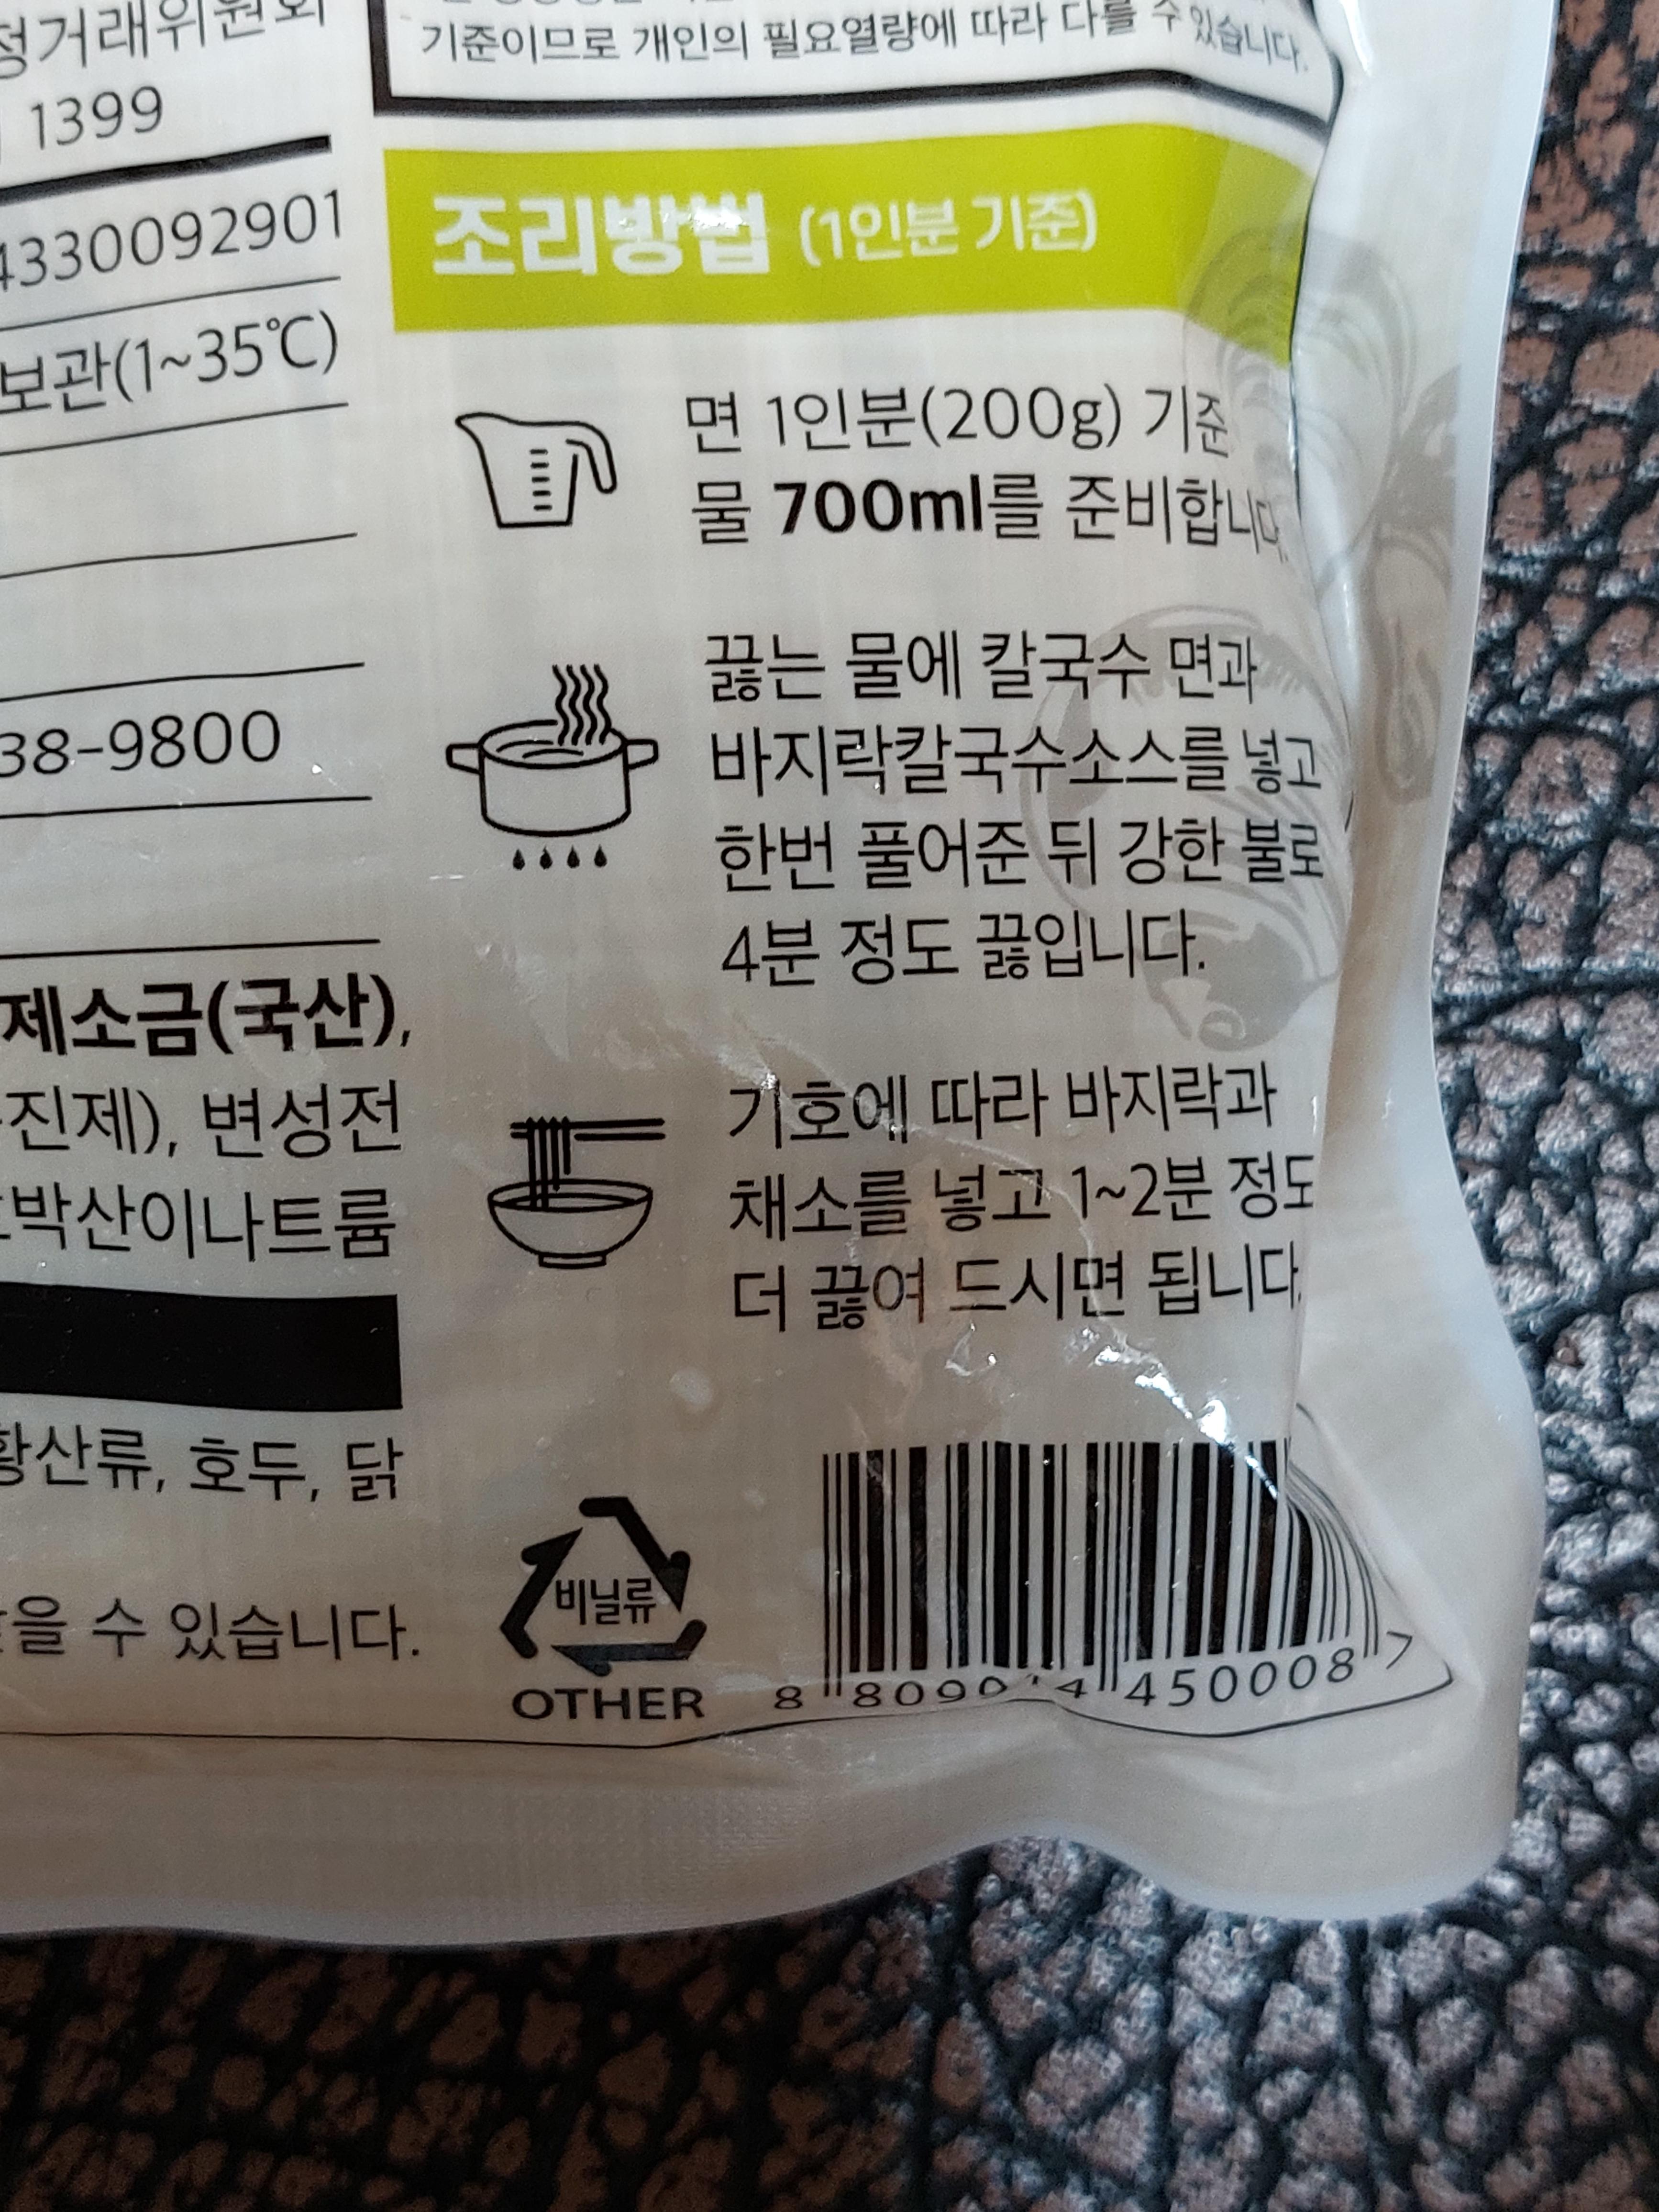 정거래위원회
1399
4330092901
보관(1~35℃)
38-9800
제소금(국산),
진제), 변성전
박산이나트륨
황산류, 호두, 닭
을 수 있습니다.
기준이므로 개인의 필요열량에 따라 다를 수 있습니다.
조리방법 (1인분 기준)
면 1인분(200g) 기준
물 700ml를 준비합니다.
끓는 물에 칼국수 면과
바지락칼국수소스를 넣고
한번 풀어준 뒤 강한 불로
4분 정도 끓입니다.
기호에 따라 바지락과
채소를 넣고 1~2분 정도
더 끓여 드시면 됩니다.
비닐류
OTHER
8 450008 7